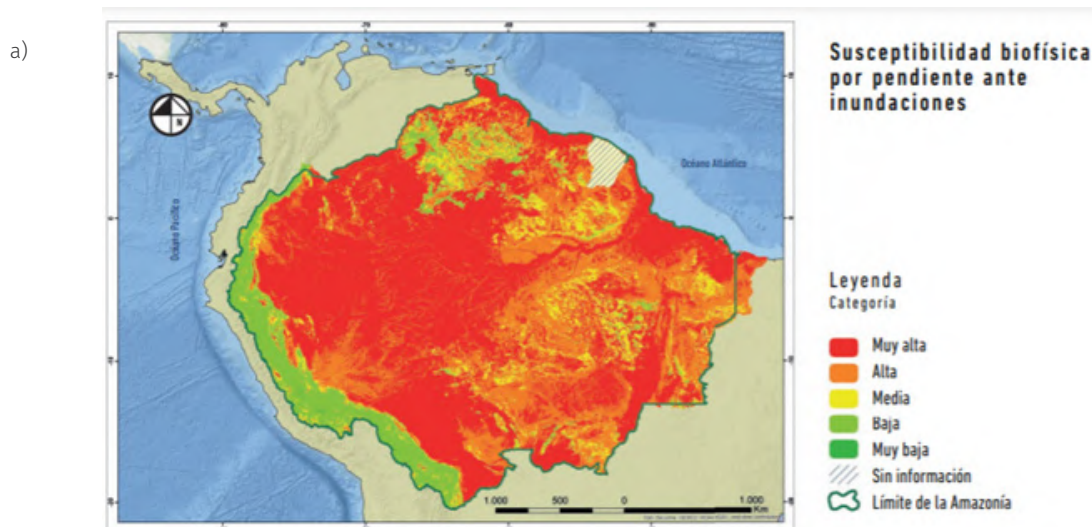 a)
Susceptibilidad biofísica
por pendiente ante
inundaciones
Océano Atlántico
Océano Pacífico
N
Leyenda
Categoría
Muy alta
Alta
Media
Baja
Muy baja
Sin información
Límite de la Amazonía
1.000 500 0 1.000
Km